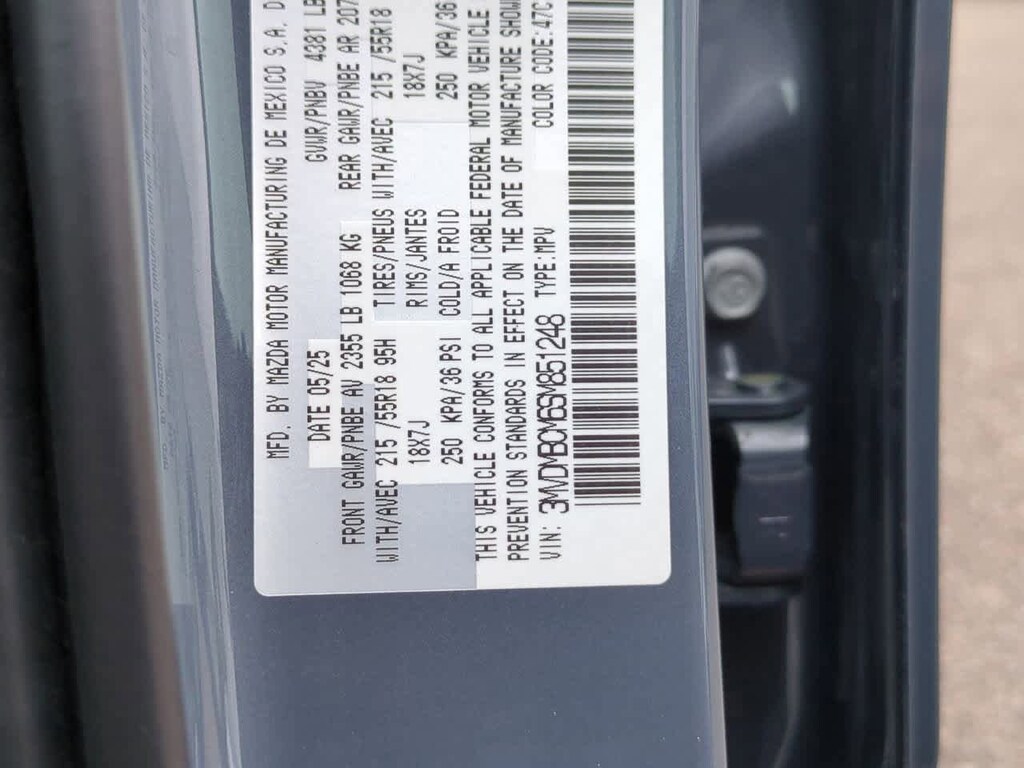 MFD. BY MAZDA MOTOR MANUFACTURING DE MEXICO S.A. D
DATE 05/25 GVWR/PNBV 4381 LB
FRONT GAWR/PNBE AV 2355 LB 1068 KG REAR GAWR/PNBE AR 207
WITH/AVEC 215 /55R18 95H TIRES/PNEUS WITH/AVEC 215 /55R18
18X7J RIMS/JANTES 18X7J
250 KPA/36 PSI COLD/A FROID 250 KPA/36
THIS VEHICLE CONFORMS TO ALL APPLICABLE FEDERAL MOTOR VEHICLE
PREVENTION STANDARDS IN EFFECT ON THE DATE OF MANUFACTURE SHOW
VIN: 3MVDMBCM6SM851248 TYPE:MPV COLOR CODE:47C